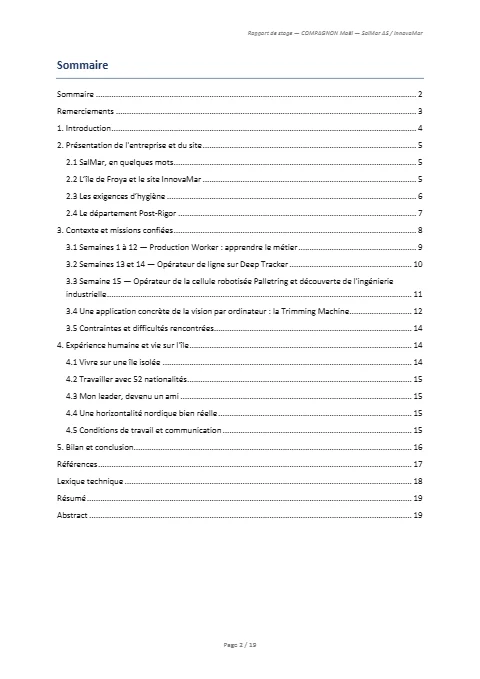 Rapport de stage — COMPAGNON Maël — SalMar AS / InnovaMar
Sommaire
Sommaire 2
Remerciements 3
1. Introduction 4
2. Présentation de l'entreprise et du site 5
2.1 SalMar, en quelques mots 5
2.2 L'île de Froya et le site InnovaMar 5
2.3 Les exigences d'hygiène 6
2.4 Le département Post-Rigor 7
3. Contexte et missions confiées 8
3.1 Semaines 1 à 12 — Production Worker : apprendre le métier 9
3.2 Semaines 13 et 14 — Opérateur de ligne sur Deep Tracker 10
3.3 Semaine 15 — Opérateur de la cellule robotisée Palletring et découverte de l'ingénierie
industrielle 11
3.4 Une application concrète de la vision par ordinateur : la Trimming Machine 12
3.5 Contraintes et difficultés rencontrées 14
4. Expérience humaine et vie sur l'île 14
4.1 Vivre sur une île isolée 14
4.2 Travailler avec 52 nationalités 15
4.3 Mon leader, devenu un ami 15
4.4 Une horizontalité nordique bien réelle 15
4.5 Conditions de travail et communication 15
5. Bilan et conclusion 16
Références 17
Lexique technique 18
Résumé 19
Abstract 19
Page 2 / 19